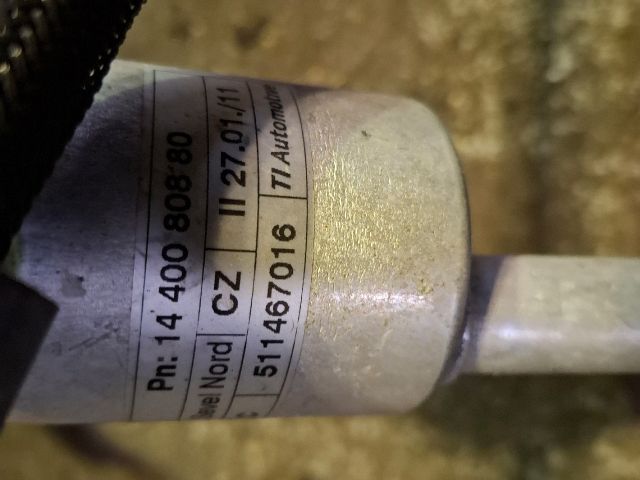 Pn: 14 400 808 80
Nord CZ II 27.01./11
511467016 TI Automotive